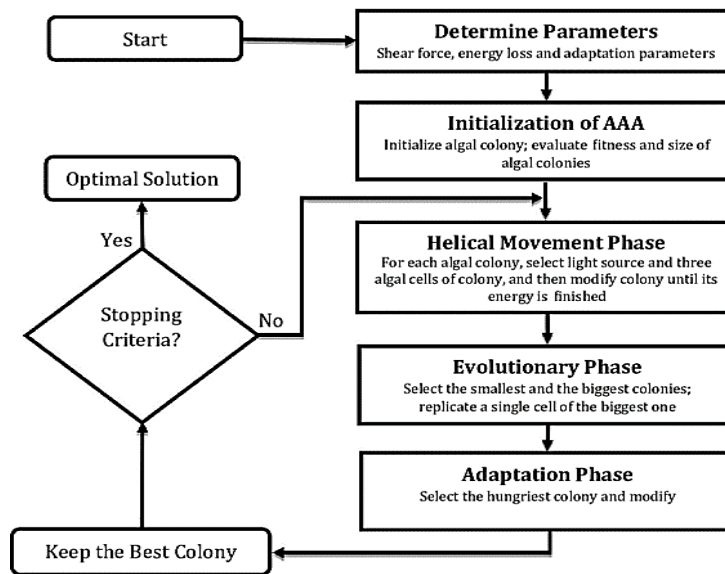 Start
Determine Parameters
Shear force, energy loss and adaptation parameters
Initialization of AAA
Initialize algal colony; evaluate fitness and size of
algal colonies
Optimal Solution
Yes
Stopping
Criteria?
No
Helical Movement Phase
For each algal colony, select light source and three
algal cells of colony, and then modify colony until its
energy is finished
Evolutionary Phase
Select the smallest and the biggest colonies;
replicate a single cell of the biggest one
Adaptation Phase
Select the hungriest colony and modify
Keep the Best Colony